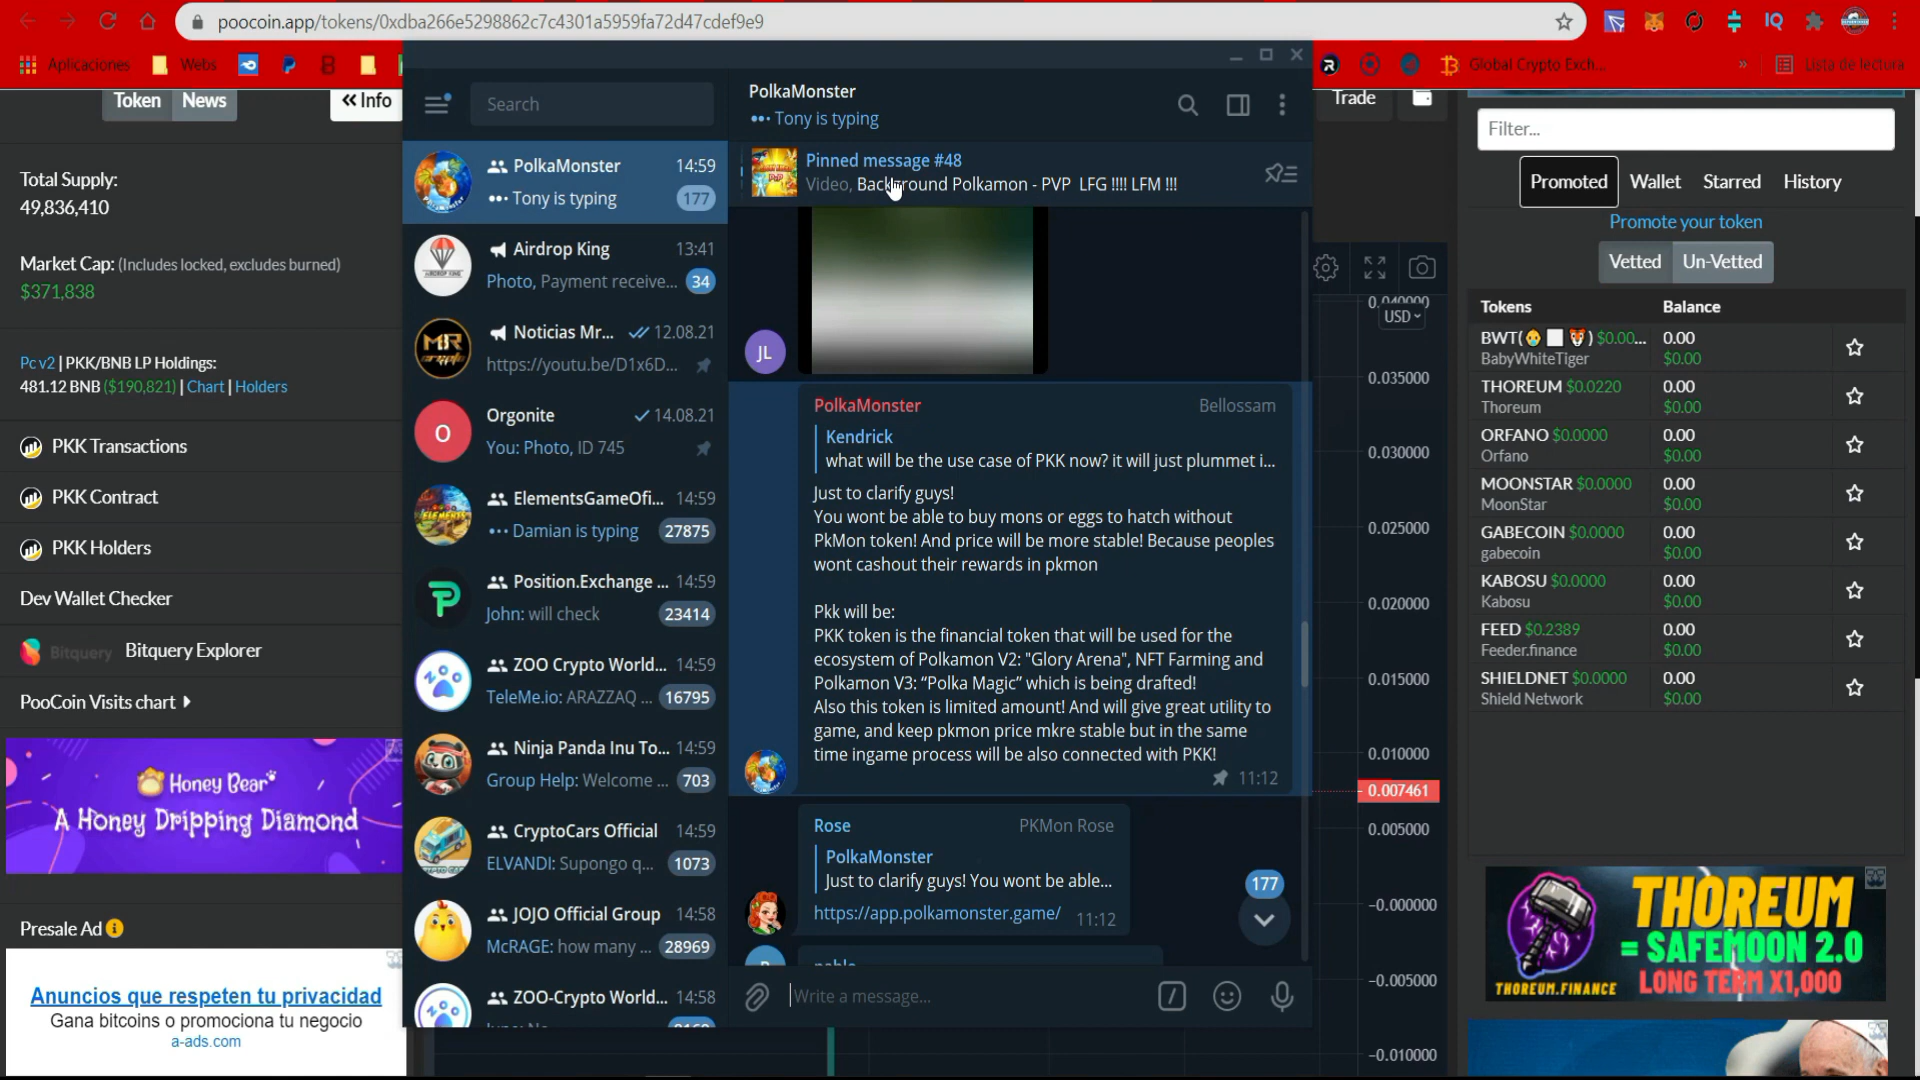 poocoin.app/tokens/0xdba266e5298862c7c4301a5959fa72d47cdef9e9
Aplicaciones
Webs
Global Crypto Exch...
»
Lista de lectura
Token
News
« Info
Total Supply:
49,836,410
Market Cap: (Includes locked, excludes burned)
$371,838
Pc v2 | PKK/BNB LP Holdings:
481.12 BNB ($190,821) | Chart | Holders
PKK Transactions
PKK Contract
PKK Holders
Dev Wallet Checker
Bitquery
Bitquery Explorer
PooCoin Visits chart
Honey Bear
A Honey Dripping Diamond
Presale Ad
Anuncios que respeten tu privacidad
Gana bitcoins o promociona tu negocio
a-ads.com
Search
PolkaMonster 14:59
Tony is typing 177
Airdrop King 13:41
Photo, Payment receive... 34
Noticias Mr... 12.08.21
https://youtu.be/D1x6D...
Orgonite 14.08.21
You: Photo, ID 745
ElementsGameOfi... 14:59
Damian is typing 27875
Position.Exchange ... 14:59
John: will check 23414
ZOO Crypto World... 14:59
TeleMe.io: ARAZZAQ ... 16795
Ninja Panda Inu To... 14:59
Group Help: Welcome ... 703
CryptoCars Official 14:59
ELVANDI: Supongo q... 1073
JOJO Official Group 14:58
McRAGE: how many ... 28969
ZOO-Crypto World... 14:58
PolkaMonster
Tony is typing
Pinned message #48
Video, Background Polkamon - PVP LFG !!!! LFM !!!
JL
PolkaMonster Bellossam
Kendrick
what will be the use case of PKK now? it will just plummet i...
Just to clarify guys!
You wont be able to buy mons or eggs to hatch without
PkMon token! And price will be more stable! Because peoples
wont cashout their rewards in pkmon
Pkk will be:
PKK token is the financial token that will be used for the
ecosystem of Polkamon V2: "Glory Arena", NFT Farming and
Polkamon V3: “Polka Magic” which is being drafted!
Also this token is limited amount! And will give great utility to
game, and keep pkmon price mkre stable but in the same
time ingame process will be also connected with PKK!
11:12
Rose PKMon Rose
PolkaMonster
Just to clarify guys! You wont be able...
https://app.polkamonster.game/ 11:12
177
Write a message...
Trade
0.040000
USD
0.035000
0.030000
0.025000
0.020000
0.015000
0.010000
0.007461
0.005000
-0.000000
-0.005000
-0.010000
Filter...
Promoted
Wallet
Starred
History
Promote your token
Vetted
Un-Vetted
Tokens Balance
BWT( ) $0.00... 0.00
BabyWhiteTiger $0.00
THOREUM $0.0220 0.00
Thoreum $0.00
ORFANO $0.0000 0.00
Orfano $0.00
MOONSTAR $0.0000 0.00
MoonStar $0.00
GABECOIN $0.0000 0.00
gabecoin $0.00
KABOSU $0.0000 0.00
Kabosu $0.00
FEED $0.2389 0.00
Feeder.finance $0.00
SHIELDNET $0.0000 0.00
Shield Network $0.00
THOREUM
= SAFEMOON 2.0
THOREUM.FINANCE
LONG TERM X1,000